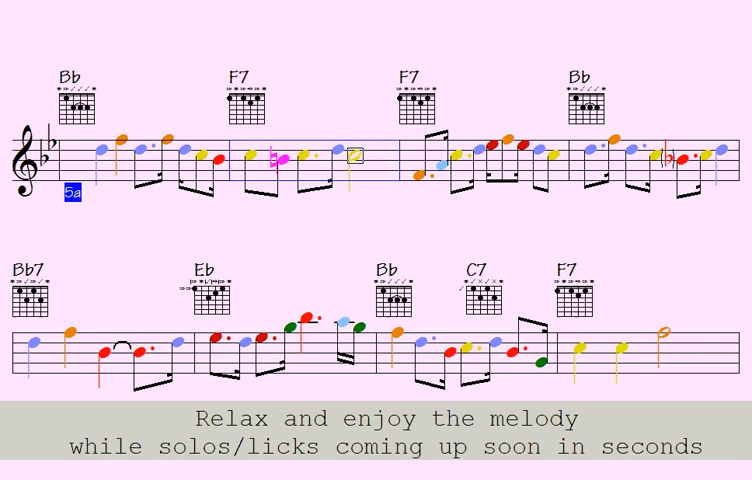 Bb F7 F7 Bb
5a
Bb7 Eb Bb C7 F7
Relax and enjoy the melody
while solos/licks coming up soon in seconds